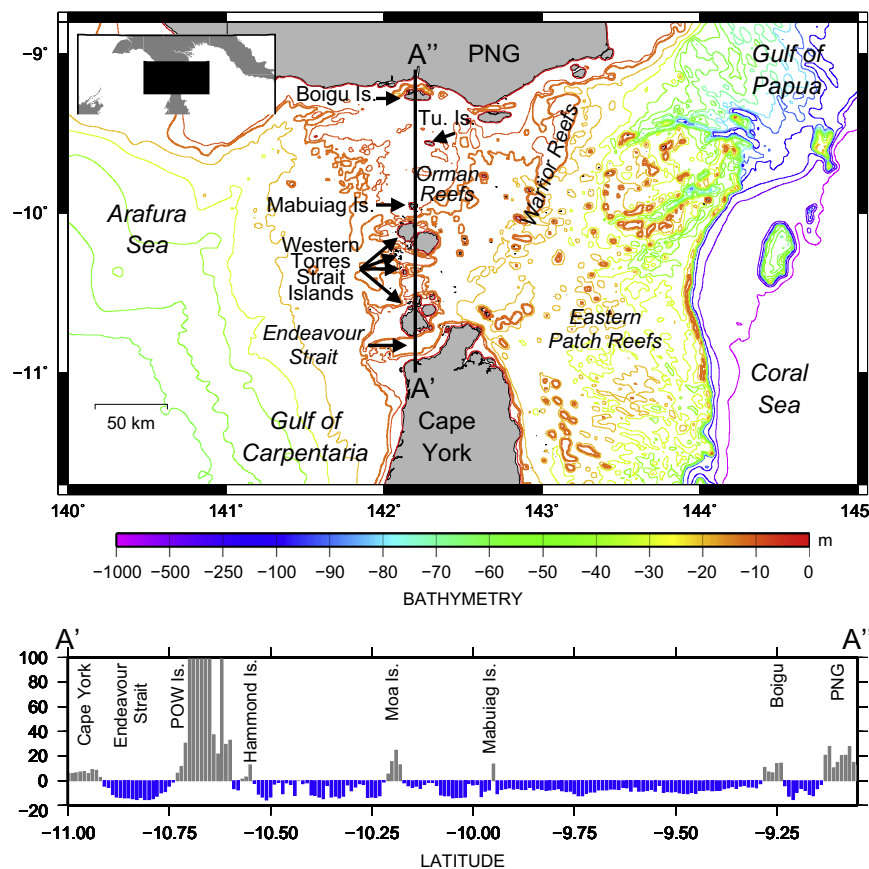 −9°
−10°
−11°
A''
PNG
Gulf of
Papua
Boigu Is.
Tu. Is.
Orman
Reefs
Warrior Reefs
Mabuiag Is.
Arafura
Sea
Western
Torres
Strait
Islands
Endeavour
Strait
Eastern
Patch Reefs
A'
50 km
Gulf of
Carpentaria
Cape
York
Coral
Sea
140° 141° 142° 143° 144° 145
m
−1000 −500 −250 −100 −90 −80 −70 −60 −50 −40 −30 −20 −10 0
BATHYMETRY
A' A''
100
80
60
40
20
0
−20
Cape York
Endeavour
Strait
POW Is.
Hammond Is.
Moa Is.
Mabuiag Is.
Boigu
PNG
−11.00 −10.75 −10.50 −10.25 −10.00 −9.75 −9.50 −9.25
LATITUDE